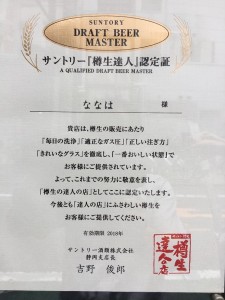 SUNTORY
DRAFT BEER
MASTER
サントリー『樽生達人』認定証
A QUALIFIED DRAFT BEER MASTER
ななは 様
貴店は、樽生の販売にあたり
「毎日の洗浄」「適正なガス圧」「正しい注ぎ方」
「きれいなグラス」を徹底し、「一番おいしい状態」で
お客様にご提供されています。
よって、これまでの努力に敬意を表し、
「樽生の達人の店」としてここに認定いたします。
今後とも「達人の店」にふさわしい樽生を
お客様にご提供してください。
有効期限 2018年
サントリー酒類株式会社
静岡支店長
吉野 俊郎
樽生
達人の店